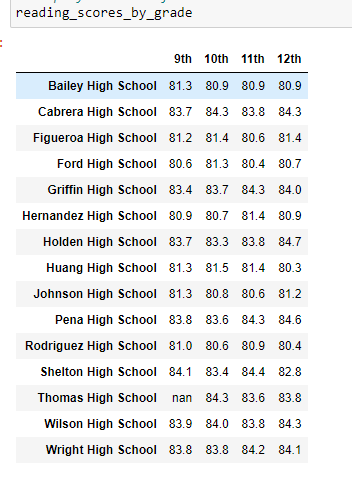 reading_scores_by_grade
:
9th 10th 11th 12th
Bailey High School 81.3 80.9 80.9 80.9
Cabrera High School 83.7 84.3 83.8 84.3
Figueroa High School 81.2 81.4 80.6 81.4
Ford High School 80.6 81.3 80.4 80.7
Griffin High School 83.4 83.7 84.3 84.0
Hernandez High School 80.9 80.7 81.4 80.9
Holden High School 83.7 83.3 83.8 84.7
Huang High School 81.3 81.5 81.4 80.3
Johnson High School 81.3 80.8 80.6 81.2
Pena High School 83.8 83.6 84.3 84.6
Rodriguez High School 81.0 80.6 80.9 80.4
Shelton High School 84.1 83.4 84.4 82.8
Thomas High School nan 84.3 83.6 83.8
Wilson High School 83.9 84.0 83.8 84.3
Wright High School 83.8 83.8 84.2 84.1